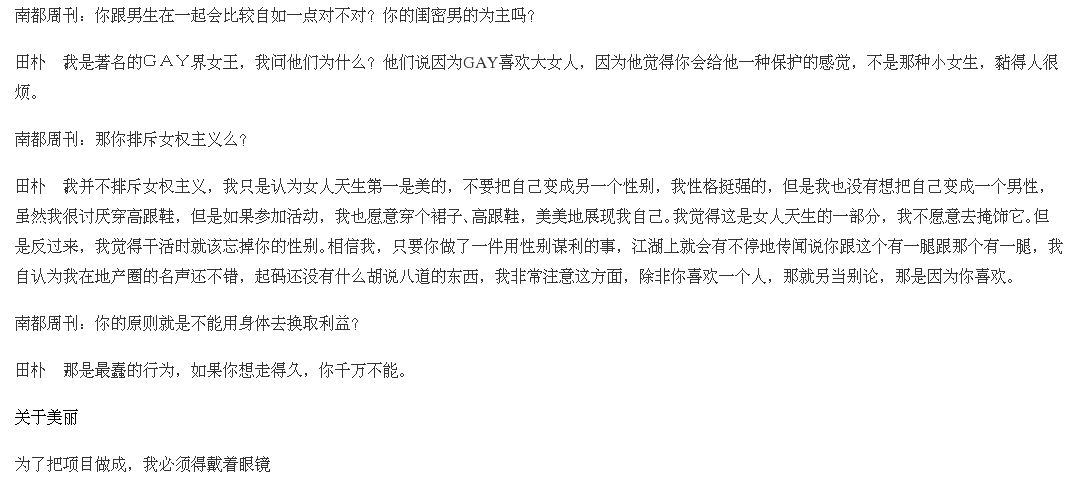 南都周刊：你跟男生在一起会比较自如一点对不对？你的闺密男的为主吗？
田朴　我是著名的ＧＡＹ界女王，我问他们为什么？他们说因为GAY喜欢大女人，因为他觉得你会给他一种保护的感觉，不是那种小女生，黏得人很
烦。
南都周刊：那你排斥女权主义么？
田朴　我并不排斥女权主义，我只是认为女人天生第一是美的，不要把自己变成另一个性别，我性格挺强的，但是我也没有想把自己变成一个男性，
虽然我很讨厌穿高跟鞋，但是如果参加活动，我也愿意穿个裙子、高跟鞋，美美地展现我自己。我觉得这是女人天生的一部分，我不愿意去掩饰它。但
是反过来，我觉得干活时就该忘掉你的性别。相信我，只要你做了一件用性别谋利的事，江湖上就会有不停地传闻说你跟这个有一腿跟那个有一腿，我
自认为我在地产圈的名声还不错，起码还没有什么胡说八道的东西，我非常注意这方面，除非你喜欢一个人，那就另当别论，那是因为你喜欢。
南都周刊：你的原则就是不能用身体去换取利益？
田朴　那是最蠢的行为，如果你想走得久，你千万不能。
关于美丽
为了把项目做成，我必须得戴着眼镜